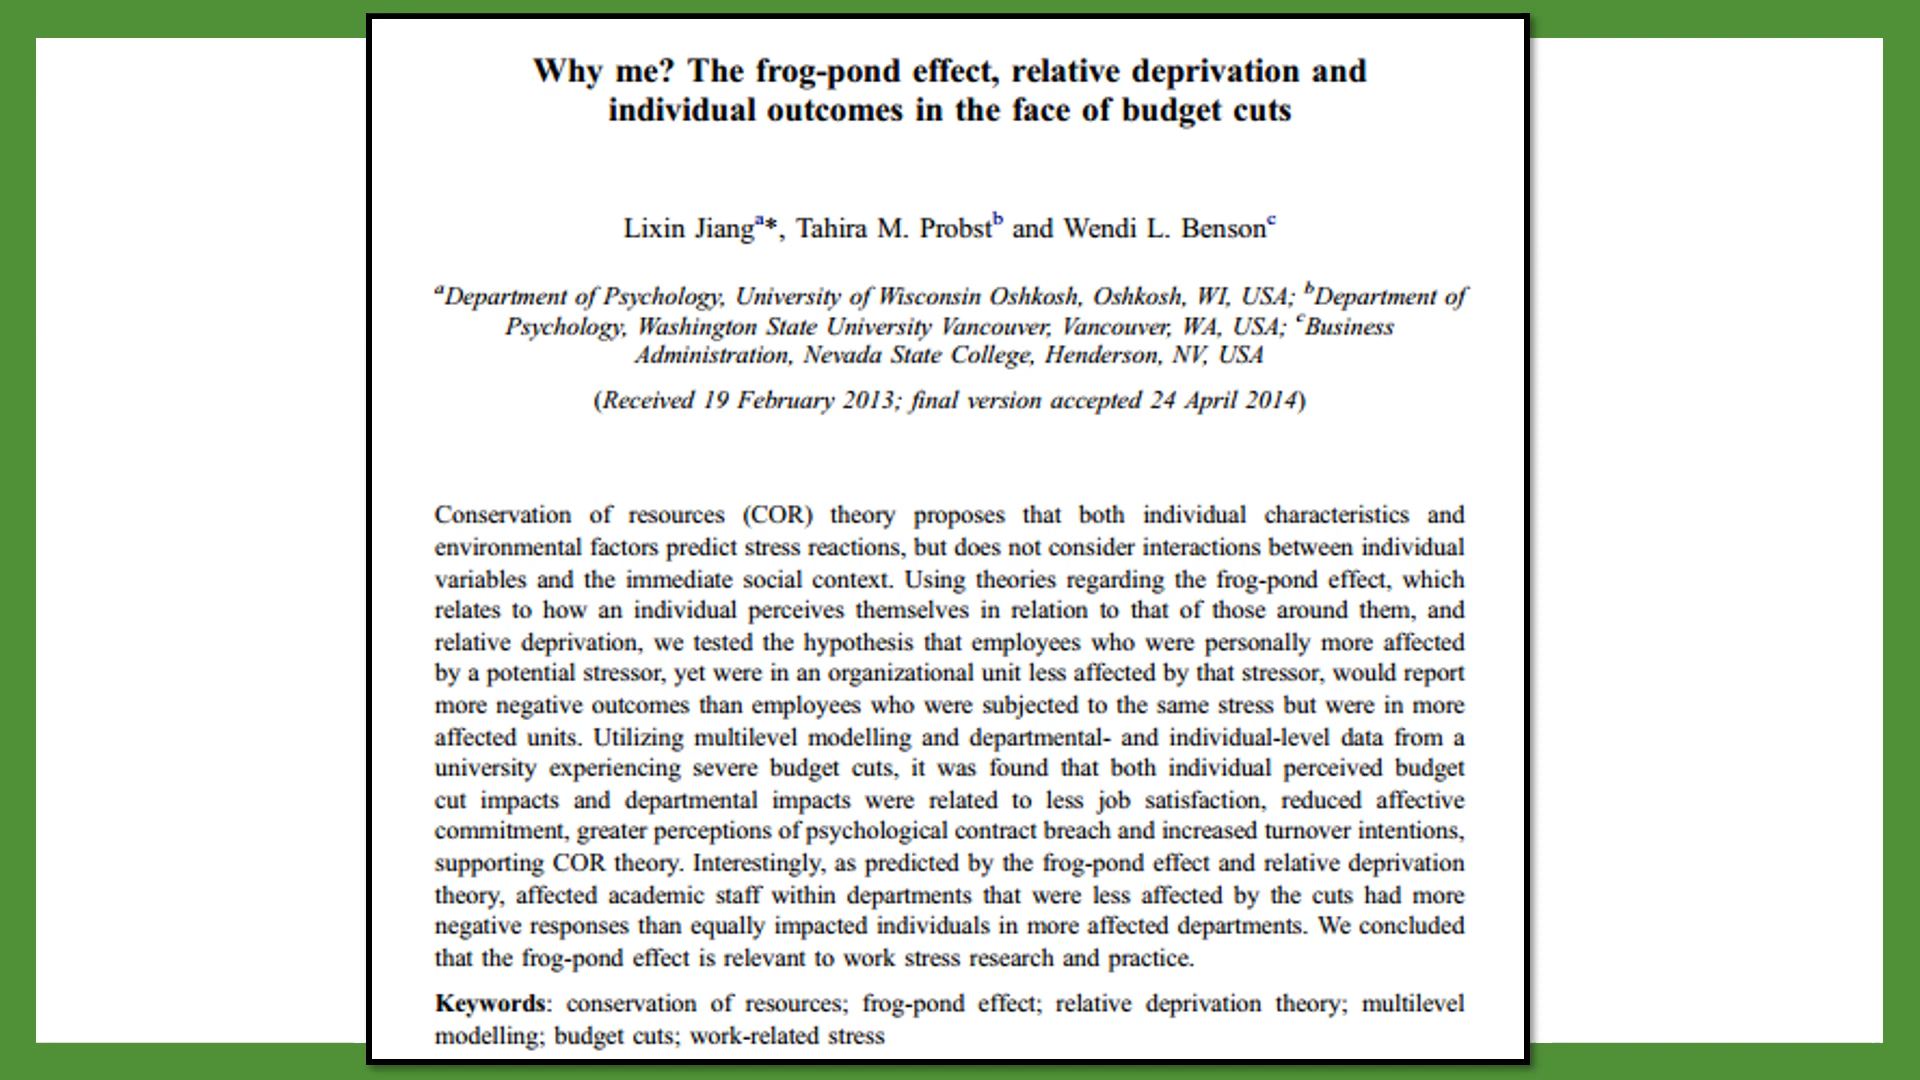 Why me? The frog-pond effect, relative deprivation and
individual outcomes in the face of budget cuts
Lixin Jiangᵃ*, Tahira M. Probstᵇ and Wendi L. Bensonᶜ
ᵃDepartment of Psychology, University of Wisconsin Oshkosh, Oshkosh, WI, USA; ᵇDepartment of
Psychology, Washington State University Vancouver, Vancouver, WA, USA; ᶜBusiness
Administration, Nevada State College, Henderson, NV, USA
(Received 19 February 2013; final version accepted 24 April 2014)
Conservation of resources (COR) theory proposes that both individual characteristics and
environmental factors predict stress reactions, but does not consider interactions between individual
variables and the immediate social context. Using theories regarding the frog-pond effect, which
relates to how an individual perceives themselves in relation to that of those around them, and
relative deprivation, we tested the hypothesis that employees who were personally more affected
by a potential stressor, yet were in an organizational unit less affected by that stressor, would report
more negative outcomes than employees who were subjected to the same stress but were in more
affected units. Utilizing multilevel modelling and departmental- and individual-level data from a
university experiencing severe budget cuts, it was found that both individual perceived budget
cut impacts and departmental impacts were related to less job satisfaction, reduced affective
commitment, greater perceptions of psychological contract breach and increased turnover intentions,
supporting COR theory. Interestingly, as predicted by the frog-pond effect and relative deprivation
theory, affected academic staff within departments that were less affected by the cuts had more
negative responses than equally impacted individuals in more affected departments. We concluded
that the frog-pond effect is relevant to work stress research and practice.
Keywords: conservation of resources; frog-pond effect; relative deprivation theory; multilevel
modelling; budget cuts; work-related stress